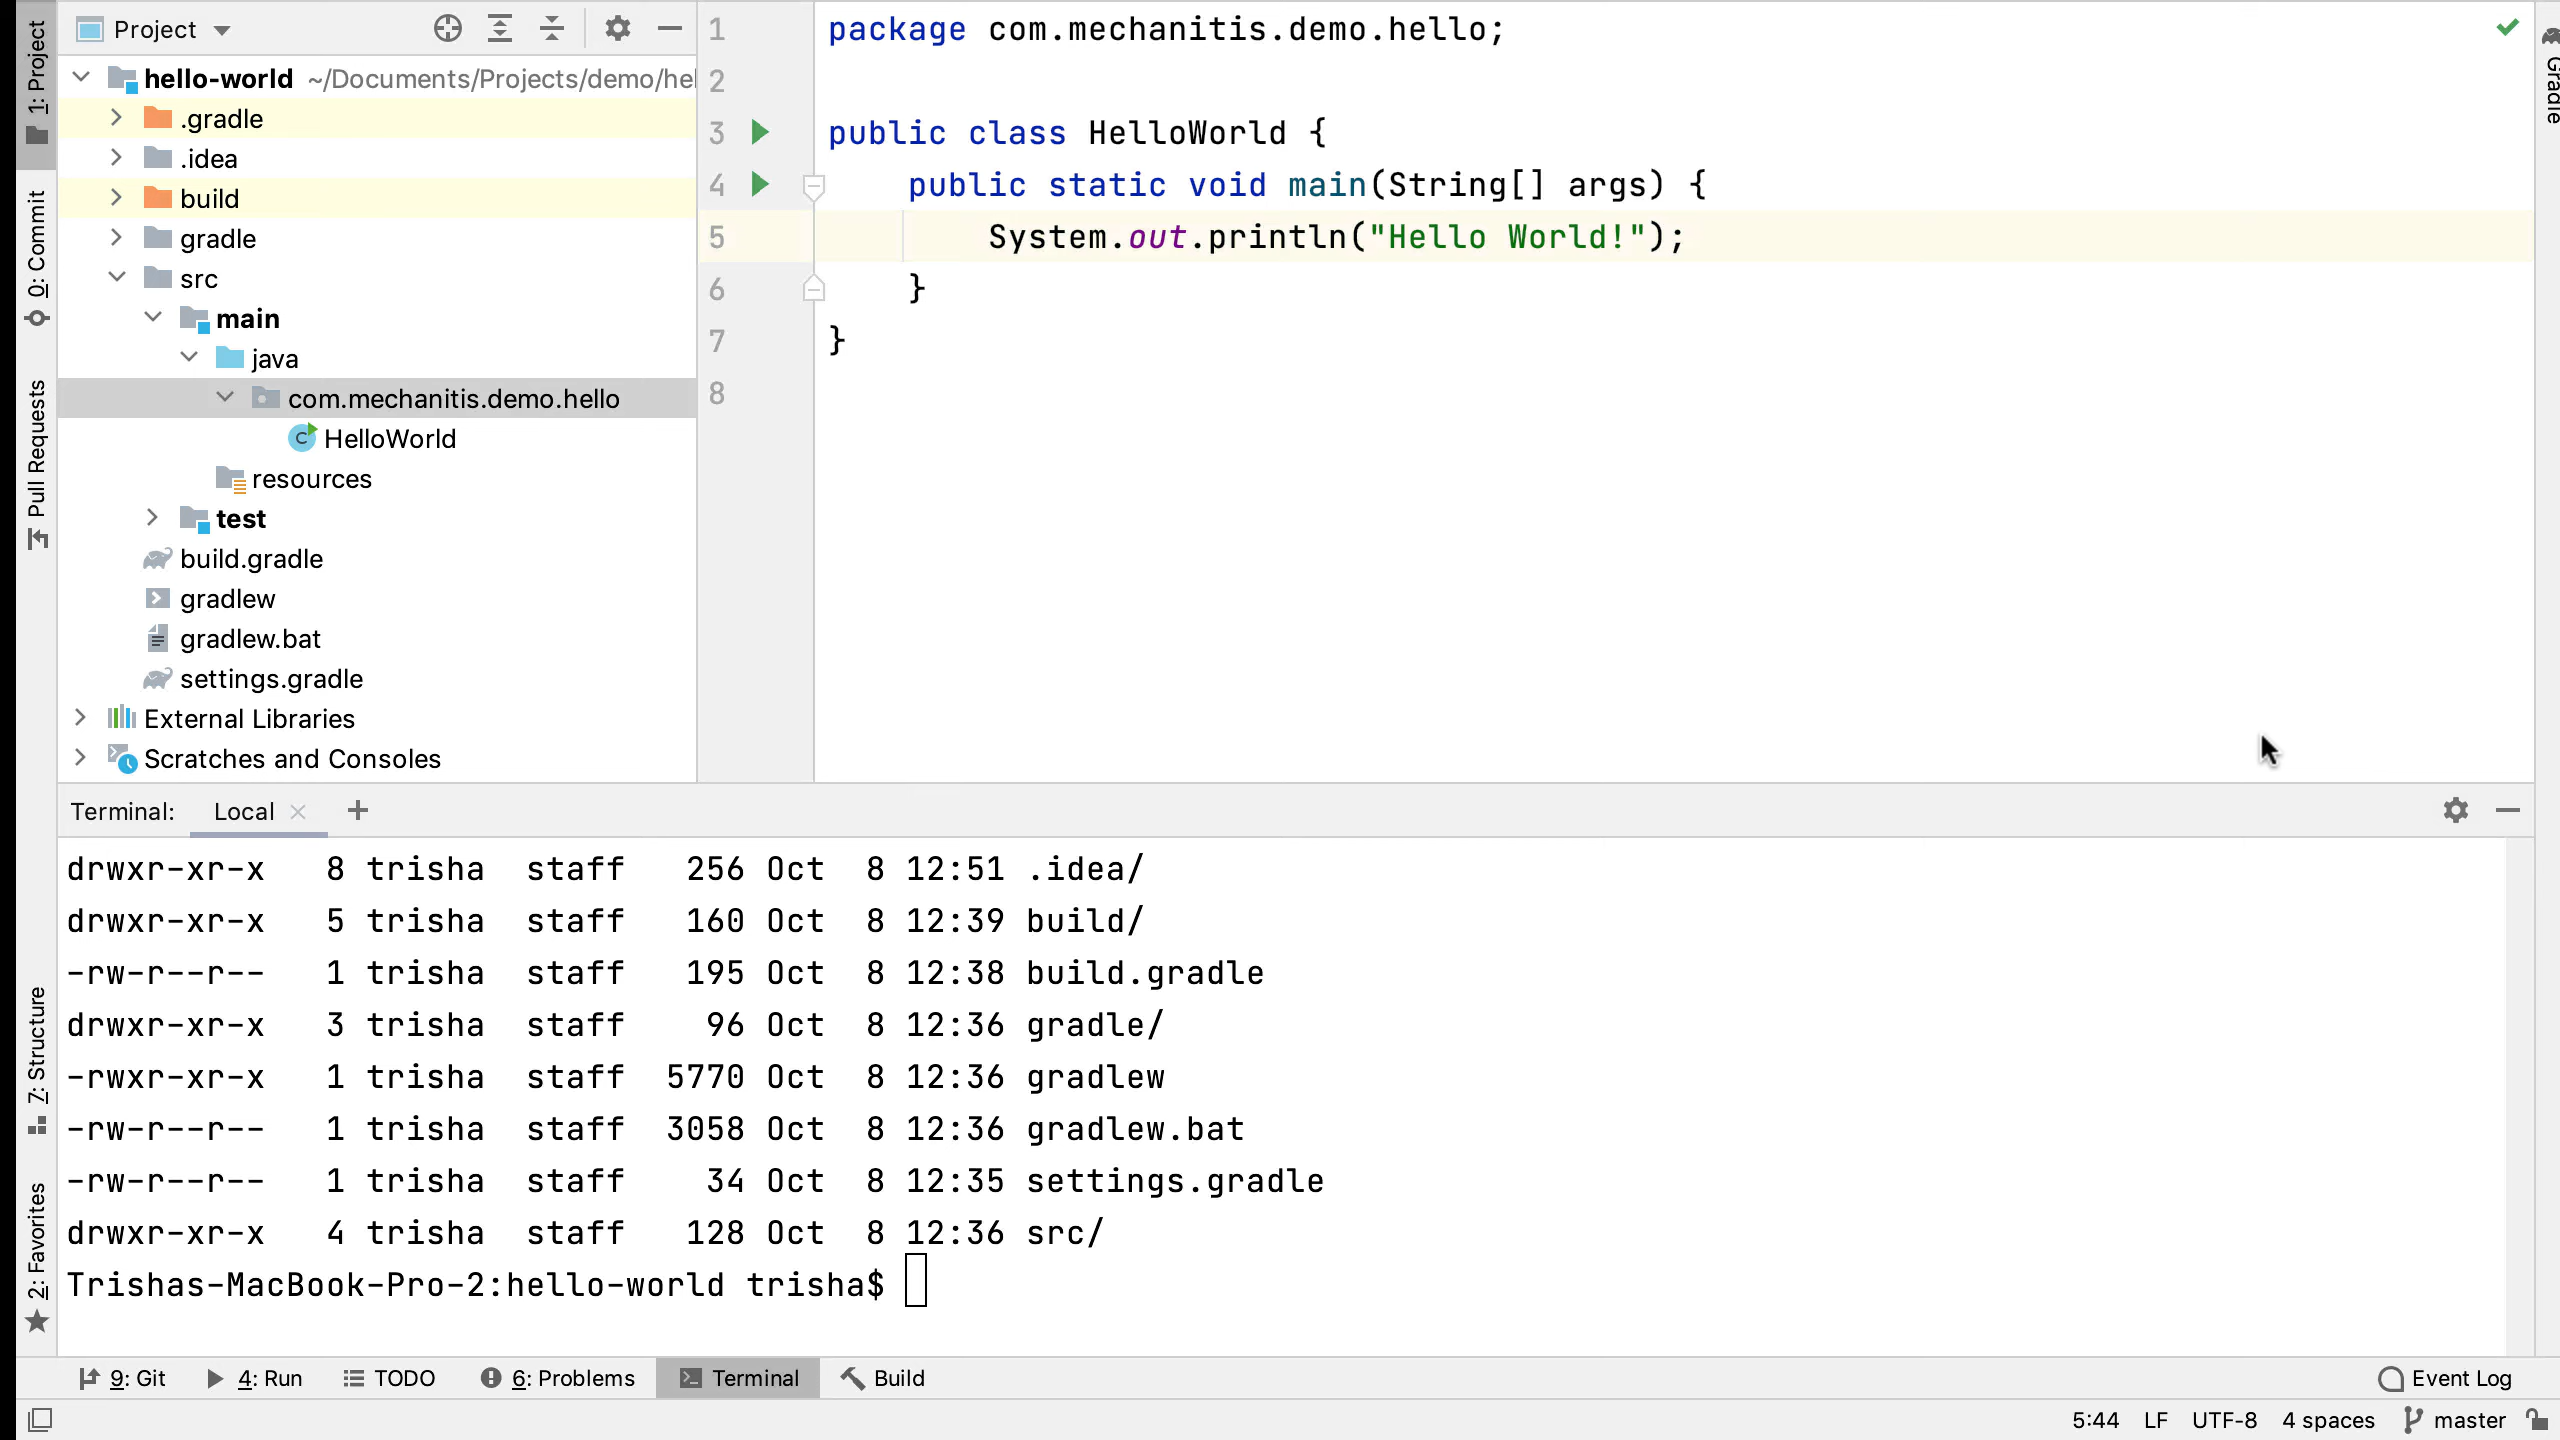 1: Project
0: Commit
Pull Requests
7: Structure
2: Favorites
Project
hello-world ~/Documents/Projects/demo/hel
.gradle
.idea
build
gradle
src
main
java
com.mechanitis.demo.hello
HelloWorld
resources
test
build.gradle
gradlew
gradlew.bat
settings.gradle
External Libraries
Scratches and Consoles
1 package com.mechanitis.demo.hello;
2
3 public class HelloWorld {
4 public static void main(String[] args) {
5 System.out.println("Hello World!");
6 }
7 }
8
Gradle
Terminal: Local
drwxr-xr-x 8 trisha staff 256 Oct 8 12:51 .idea/
drwxr-xr-x 5 trisha staff 160 Oct 8 12:39 build/
-rw-r--r-- 1 trisha staff 195 Oct 8 12:38 build.gradle
drwxr-xr-x 3 trisha staff 96 Oct 8 12:36 gradle/
-rwxr-xr-x 1 trisha staff 5770 Oct 8 12:36 gradlew
-rw-r--r-- 1 trisha staff 3058 Oct 8 12:36 gradlew.bat
-rw-r--r-- 1 trisha staff 34 Oct 8 12:35 settings.gradle
drwxr-xr-x 4 trisha staff 128 Oct 8 12:36 src/
Trishas-MacBook-Pro-2:hello-world trisha$
9: Git 4: Run TODO 6: Problems Terminal Build Event Log
5:44 LF UTF-8 4 spaces master